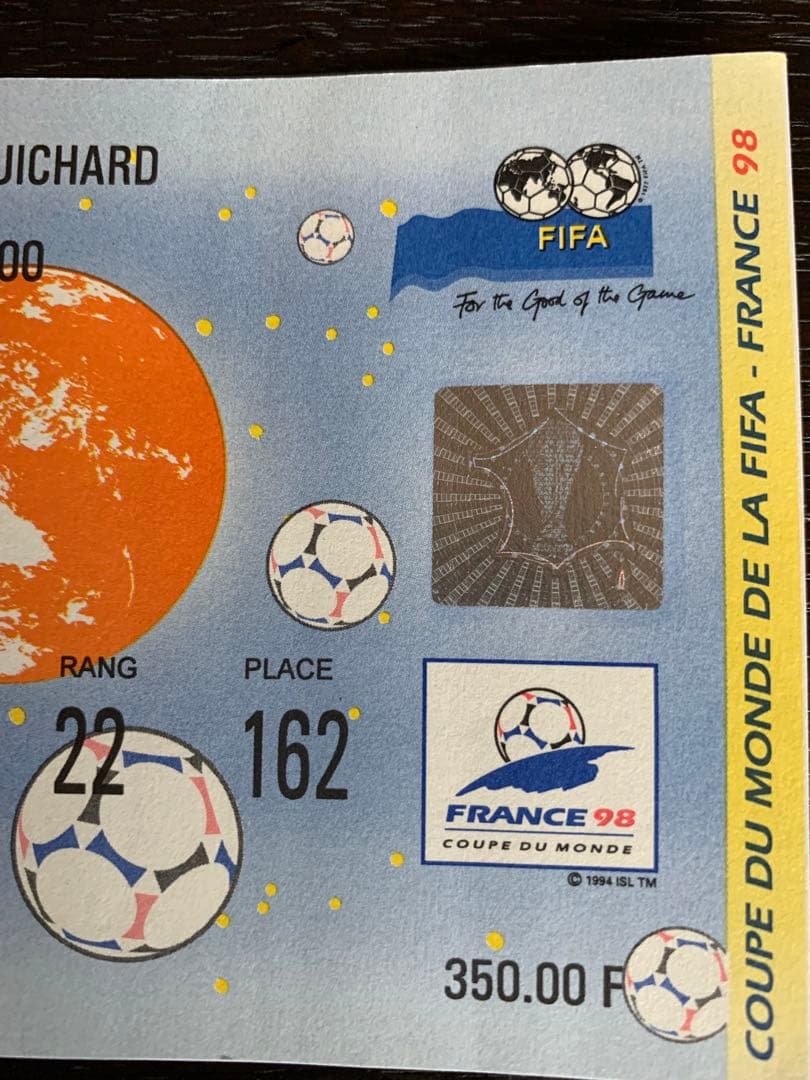 UICHARD
00
FIFA
For the Good of the Game
RANG
22
PLACE
162
FRANCE 98
COUPE DU MONDE
© 1994 ISL TM
350.00 F
COUPE DU MONDE DE LA FIFA - FRANCE 98